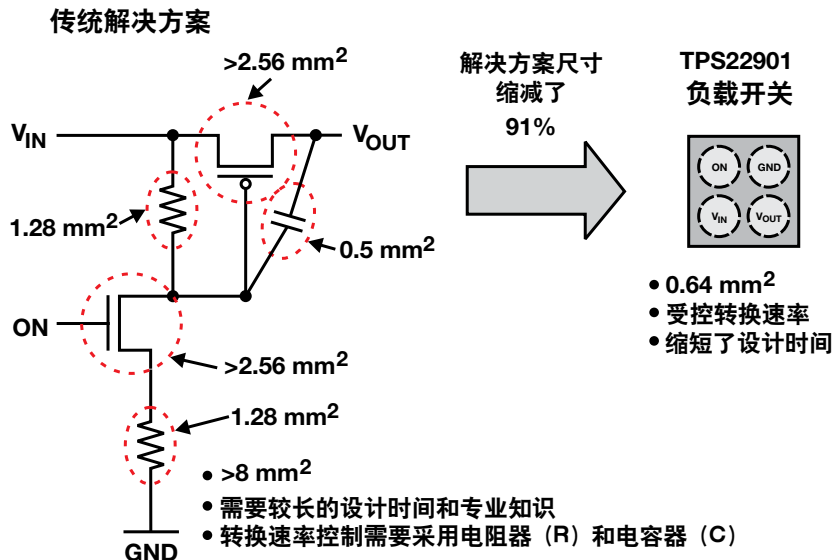 传统解决方案
>2.56 mm²
V_IN
V_OUT
1.28 mm²
0.5 mm²
ON
>2.56 mm²
1.28 mm²
GND
• >8 mm²
• 需要较长的设计时间和专业知识
• 转换速率控制需要采用电阻器（R）和电容器（C）
解决方案尺寸
缩减了
91%
TPS22901
负载开关
ON
GND
V_IN
V_OUT
• 0.64 mm²
• 受控转换速率
• 缩短了设计时间